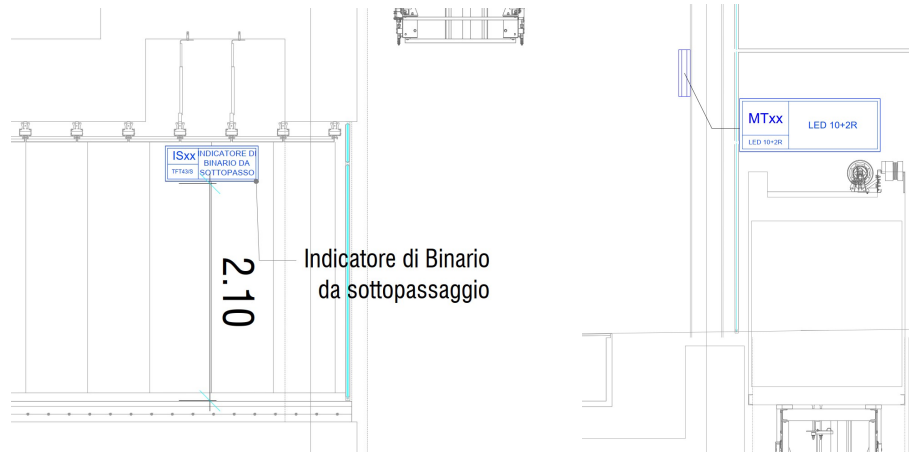 ISxx
TFT43/S
INDICATORE DI
BINARIO DA
SOTTOPASSO
2.10
Indicatore di Binario
da sottopassaggio
MTxx
LED 10+2R
LED 10+2R